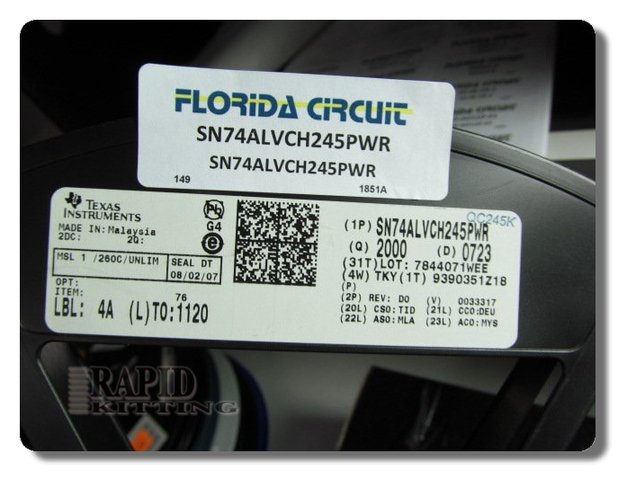 FLORIDA CIRCUIT
SN74ALVCH245PWR
SN74ALVCH245PWR
149
1851A
TEXAS
INSTRUMENTS
MADE IN: Malaysia
2DC: 2Q:
MSL 1 /260C/UNLIM
SEAL DT
08/02/07
OPT:
ITEM:
76
LBL: 4A (L)TO:1120
Pb
G4
e
QC245K
(1P) SN74ALVCH245PWR
(Q) 2000 (D) 0723
(31T)LOT: 7844071WEE
(4W) TKY(1T) 9390351Z18
(P)
(2P) REV: D0 (V) 0033317
(20L) CSO:TID (21L) CCO:DEU
(22L) ASO:MLA (23L) ACO:MYS
RAPID
KITTING